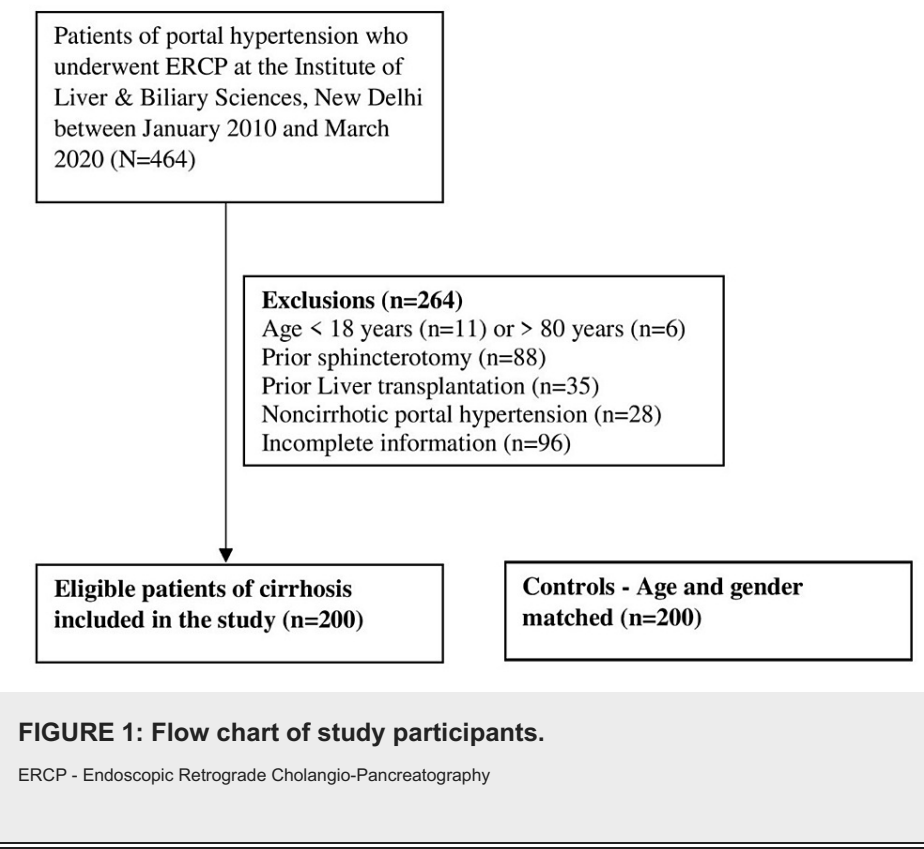 Patients of portal hypertension who
underwent ERCP at the Institute of
Liver & Biliary Sciences, New Delhi
between January 2010 and March
2020 (N=464)
Exclusions (n=264)
Age < 18 years (n=11) or > 80 years (n=6)
Prior sphincterotomy (n=88)
Prior Liver transplantation (n=35)
Noncirrhotic portal hypertension (n=28)
Incomplete information (n=96)
Eligible patients of cirrhosis
included in the study (n=200)
Controls - Age and gender
matched (n=200)
FIGURE 1: Flow chart of study participants.
ERCP - Endoscopic Retrograde Cholangio-Pancreatography